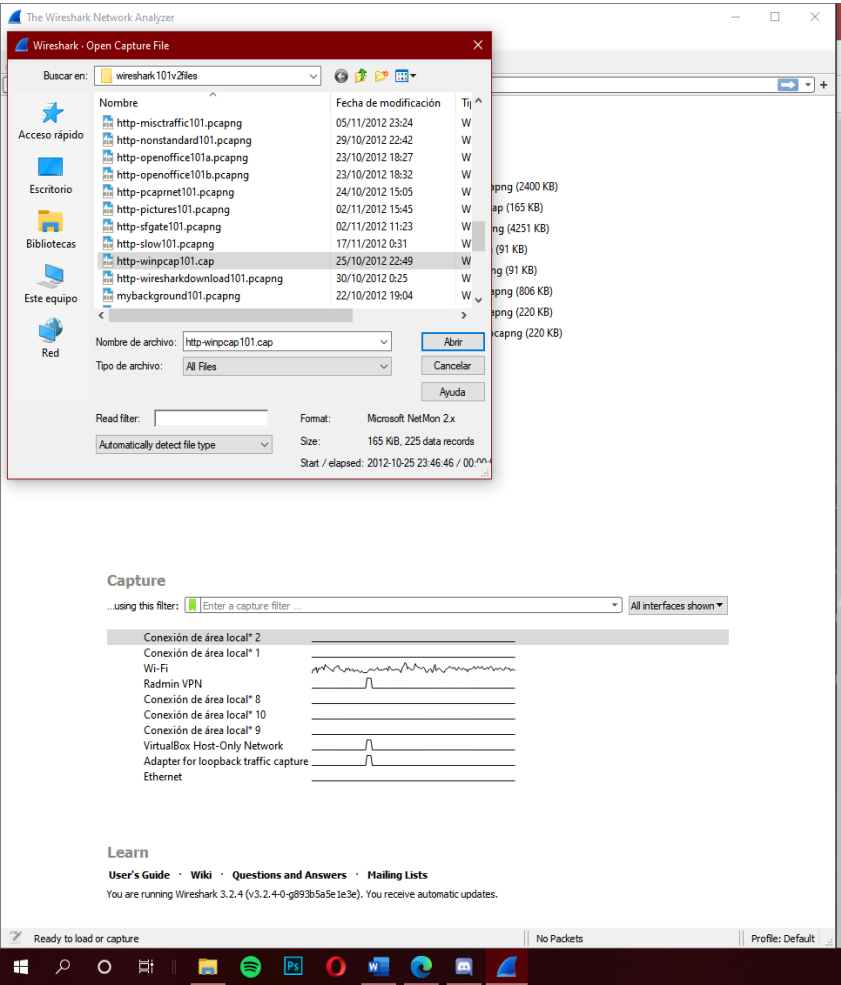 The Wireshark Network Analyzer
Wireshark · Open Capture File
Buscar en: wireshark101v2files
Nombre Fecha de modificación
http-misctraffic101.pcapng 05/11/2012 23:24 W
http-nonstandard101.pcapng 29/10/2012 22:42 W
http-openoffice101a.pcapng 23/10/2012 18:27 W
http-openoffice101b.pcapng 23/10/2012 18:32 W
http-pcaprnet101.pcapng 24/10/2012 15:05 W
http-pictures101.pcapng 02/11/2012 15:45 W
http-sfgate101.pcapng 02/11/2012 11:23 W
http-slow101.pcapng 17/11/2012 0:31 W
http-winpcap101.cap 25/10/2012 22:49 W
http-wiresharkdownload101.pcapng 30/10/2012 0:25 W
mybackground101.pcapng 22/10/2012 19:04 W
Acceso rápido
Escritorio
Bibliotecas
Este equipo
Red
Nombre de archivo: http-winpcap101.cap Abrir
Tipo de archivo: All Files Cancelar
Ayuda
Read filter: Format: Microsoft NetMon 2.x
Automatically detect file type Size: 165 KiB, 225 data records
Start / elapsed: 2012-10-25 23:46:46 / 00:00
apng (2400 KB)
ap (165 KB)
ng (4251 KB)
(91 KB)
ng (91 KB)
apng (806 KB)
apng (220 KB)
capng (220 KB)
Capture
...using this filter: Enter a capture filter ... All interfaces shown
Conexión de área local* 2
Conexión de área local* 1
Wi-Fi
Radmin VPN
Conexión de área local* 8
Conexión de área local* 10
Conexión de área local* 9
VirtualBox Host-Only Network
Adapter for loopback traffic capture
Ethernet
Learn
User's Guide · Wiki · Questions and Answers · Mailing Lists
You are running Wireshark 3.2.4 (v3.2.4-0-g893b5a5e1e3e). You receive automatic updates.
Ready to load or capture No Packets Profile: Default
Ps
W